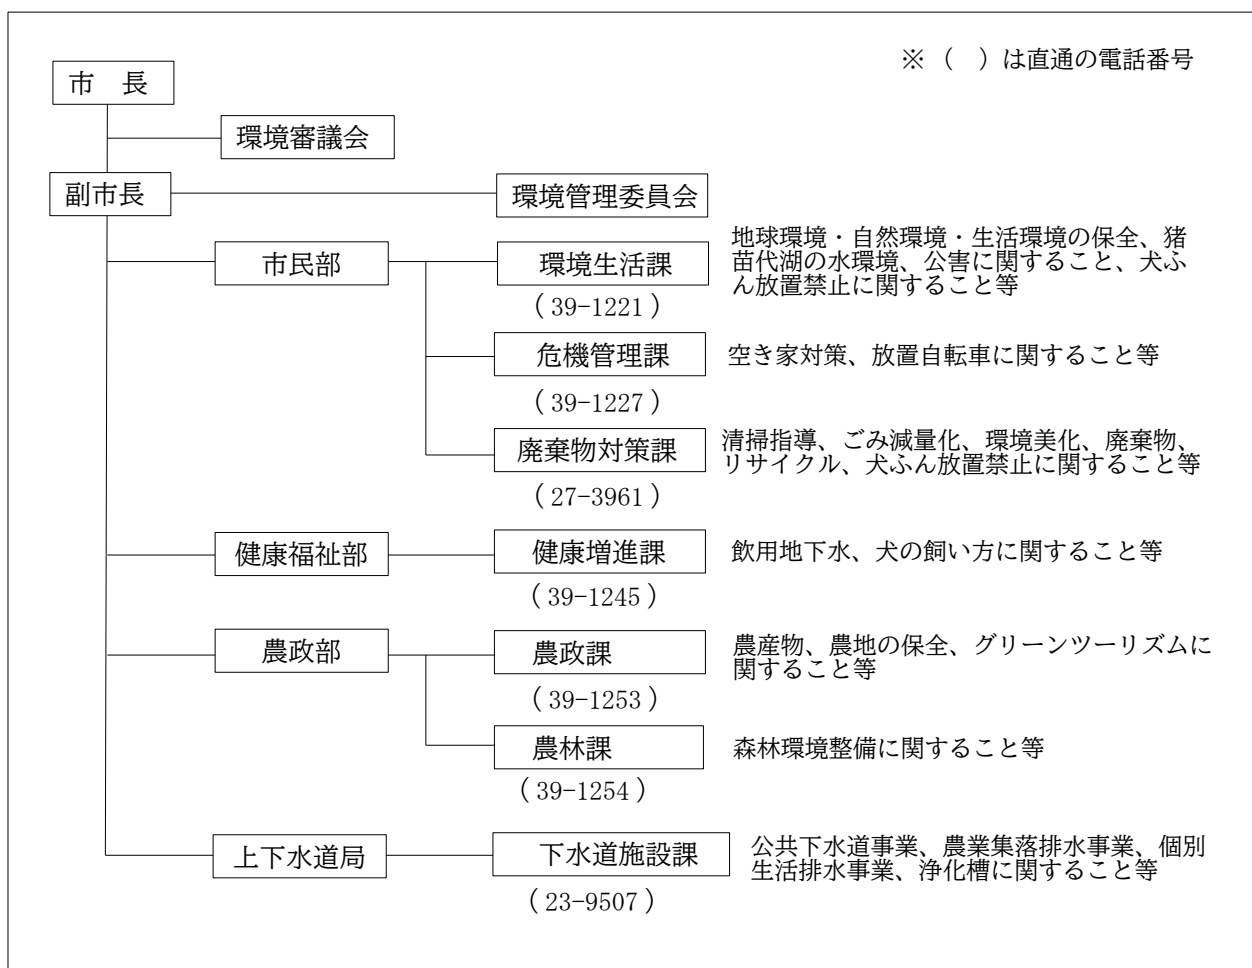 ※（　）は直通の電話番号
市　長
環境審議会
副市長
環境管理委員会
市民部
環境生活課
(39-1221)
地球環境・自然環境・生活環境の保全、猪
苗代湖の水環境、公害に関すること、犬ふ
ん放置禁止に関すること等
危機管理課
(39-1227)
空き家対策、放置自転車に関すること等
廃棄物対策課
(27-3961)
清掃指導、ごみ減量化、環境美化、廃棄物、
リサイクル、犬ふん放置禁止に関すること等
健康福祉部
健康増進課
(39-1245)
飲用地下水、犬の飼い方に関すること等
農政部
農政課
(39-1253)
農産物、農地の保全、グリーンツーリズムに
関すること等
農林課
(39-1254)
森林環境整備に関すること等
上下水道局
下水道施設課
(23-9507)
公共下水道事業、農業集落排水事業、個別
生活排水事業、浄化槽に関すること等